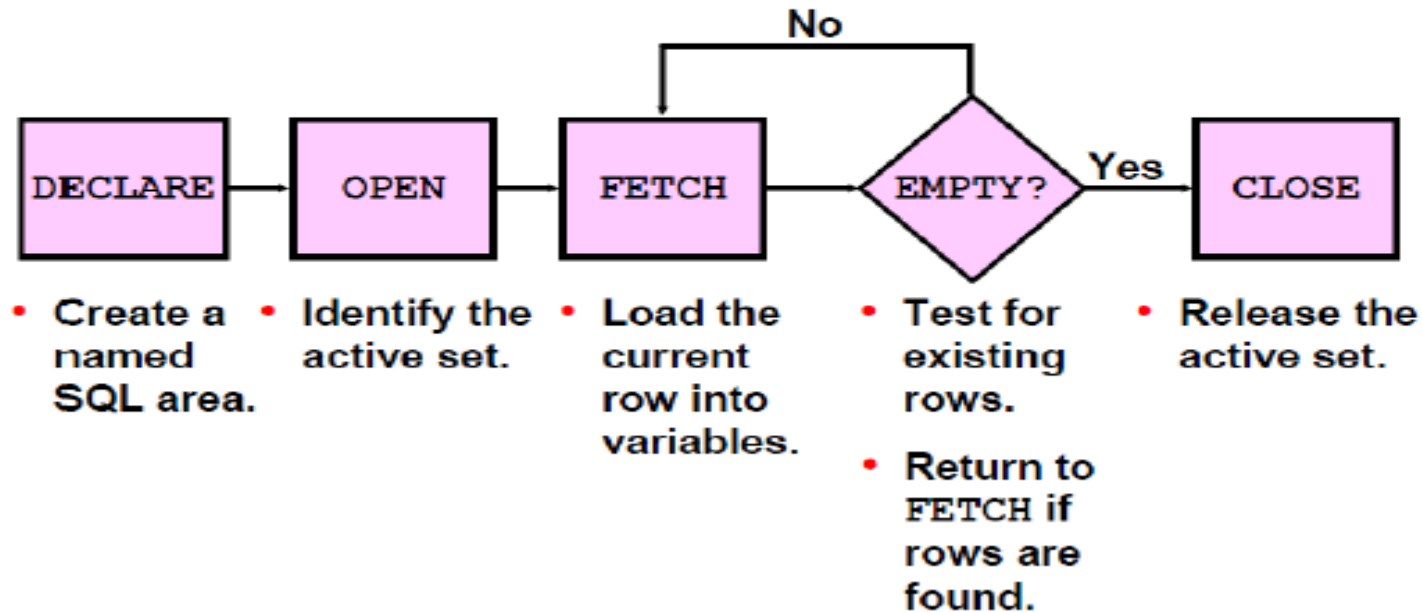 No
DECLARE
OPEN
FETCH
EMPTY?
Yes
CLOSE
• Create a
named
SQL area.
• Identify the
active set.
• Load the
current
row into
variables.
• Test for
existing
rows.
• Return to
FETCH if
rows are
found.
• Release the
active set.